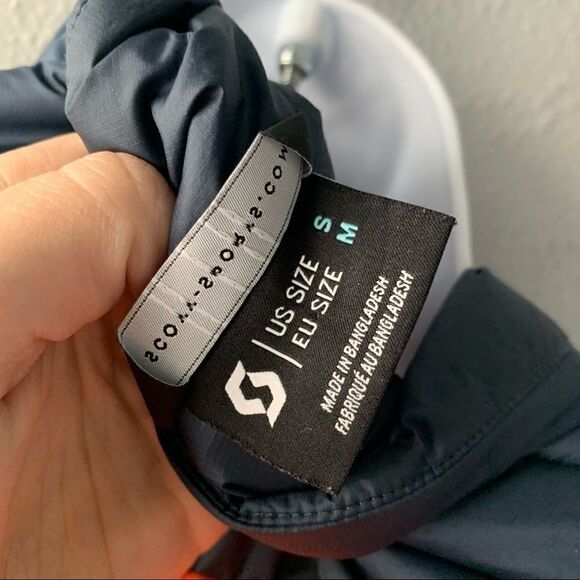 SCOTT-SPORTS.COM
US SIZE S
EU SIZE M
MADE IN BANGLADESH
FABRIQUÉ AU BANGLADESH